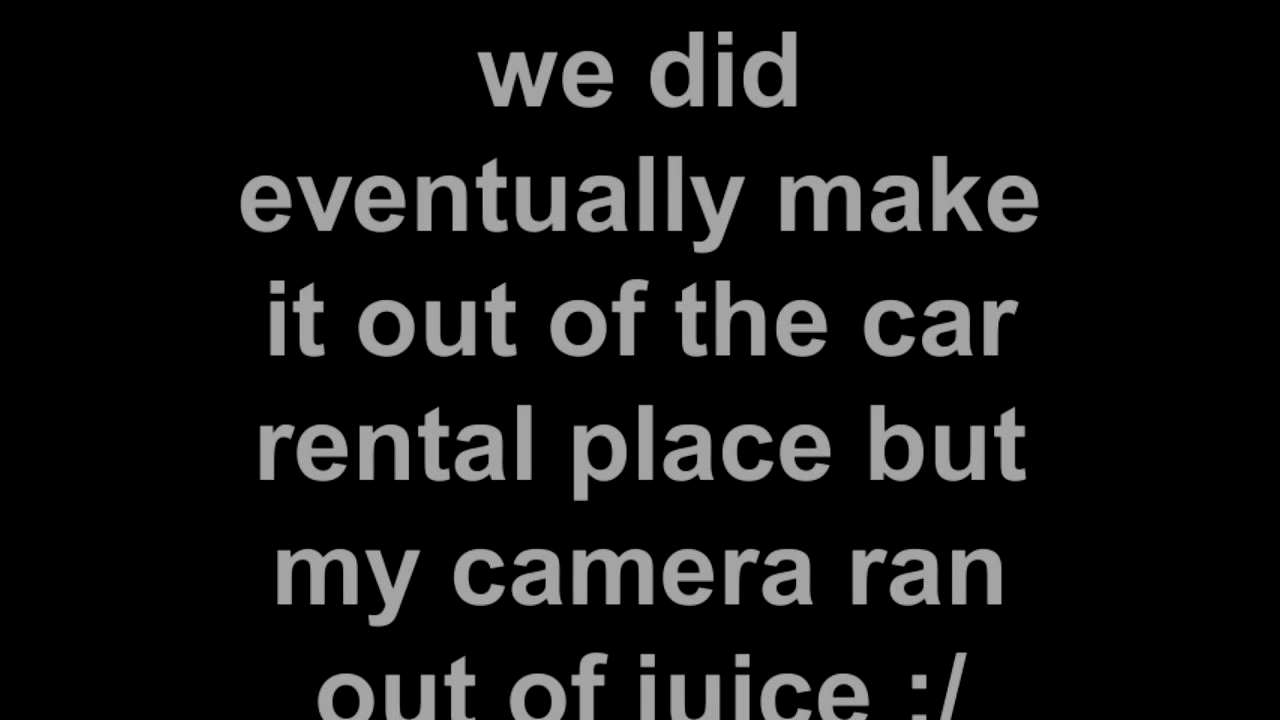 we did
eventually make
it out of the car
rental place but
my camera ran
out of juice :/